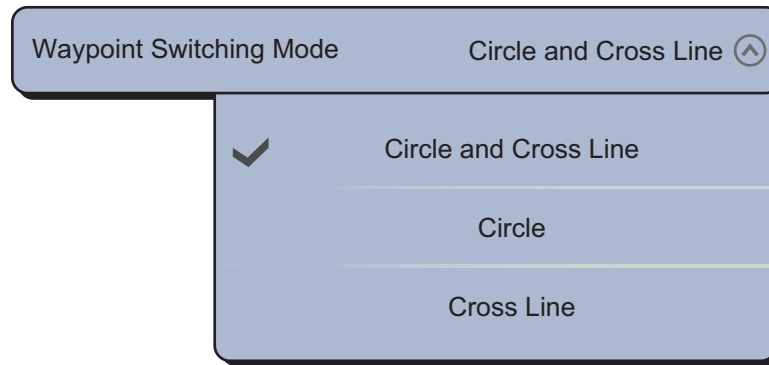 Waypoint Switching Mode Circle and Cross Line
Circle and Cross Line
Circle
Cross Line